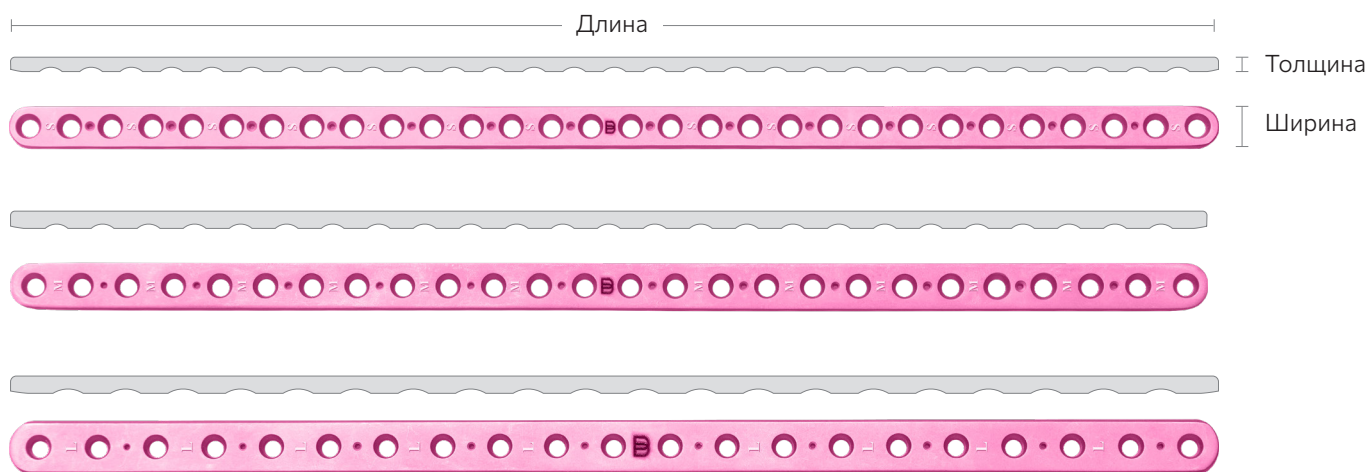 Длина
Толщина
Ширина
S S S S S S S S S S S S S S S
M M M M M M M M M M M M M
L L L L L L L L L L